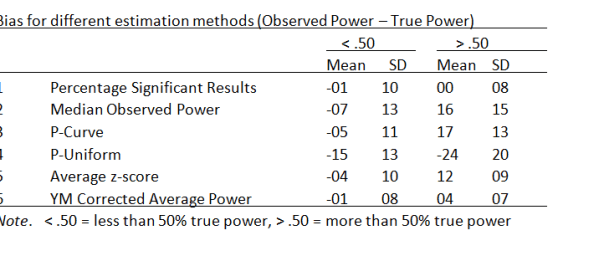 Bias for different estimation methods (Observed Power – True Power)
< .50 > .50
Mean SD Mean SD
1 Percentage Significant Results -01 10 00 08
2 Median Observed Power -07 13 16 15
3 P-Curve -05 11 17 13
4 P-Uniform -15 13 -24 20
5 Average z-score -04 10 12 09
6 YM Corrected Average Power -01 08 04 07
Note. < .50 = less than 50% true power, > .50 = more than 50% true power